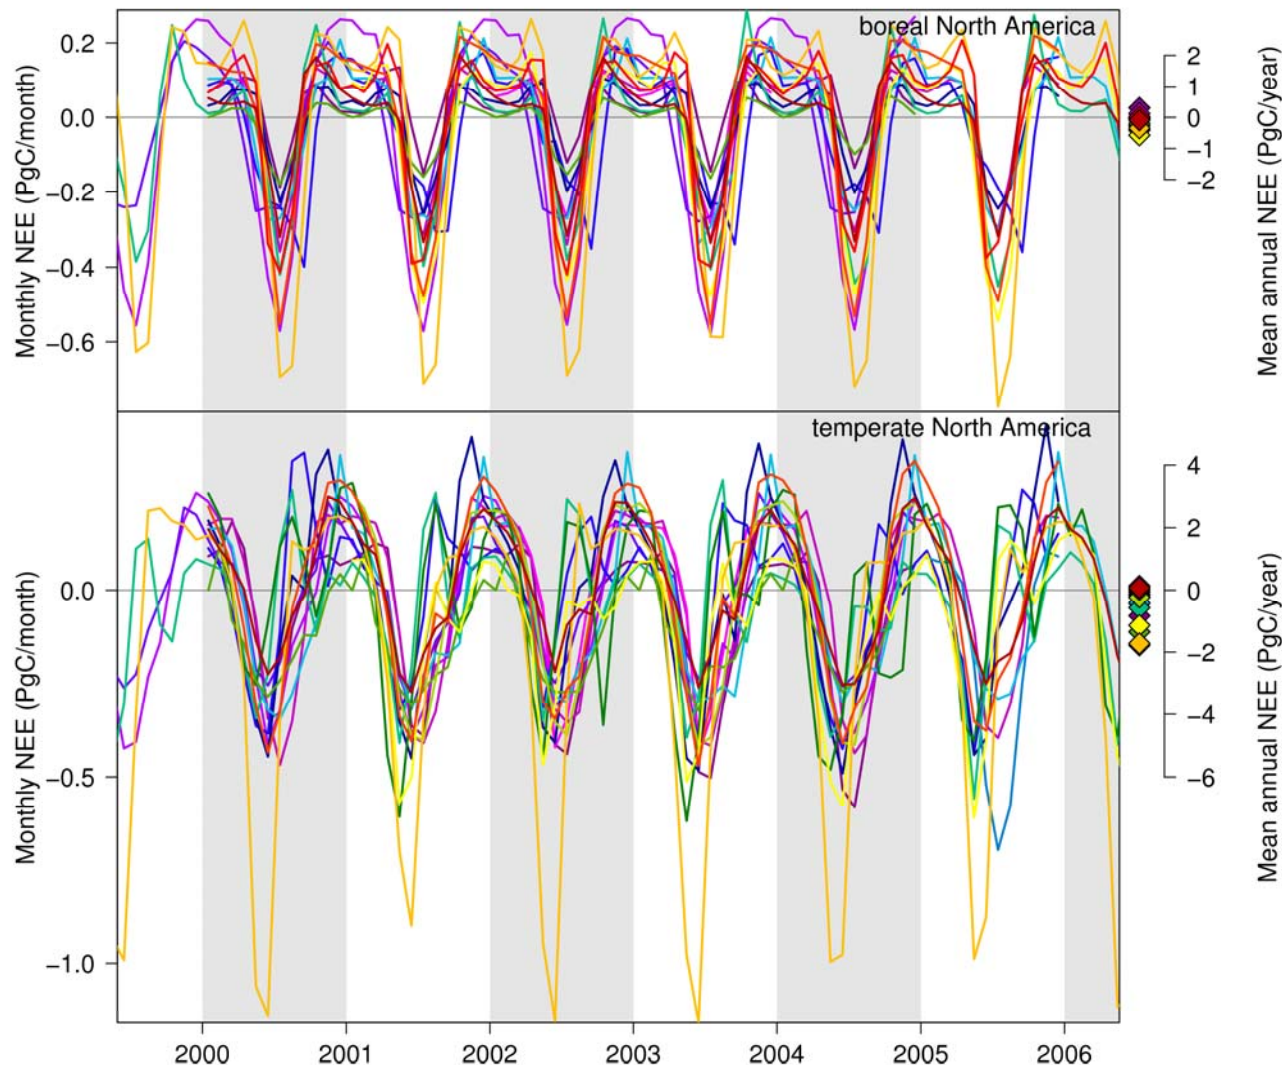 boreal North America
Monthly NEE (PgC/month)
0.2
0.0
−0.2
−0.4
−0.6
2
1
0
−1
−2
Mean annual NEE (PgC/year)
temperate North America
Monthly NEE (PgC/month)
0.0
−0.5
−1.0
4
2
0
−2
−4
−6
Mean annual NEE (PgC/year)
2000 2001 2002 2003 2004 2005 2006